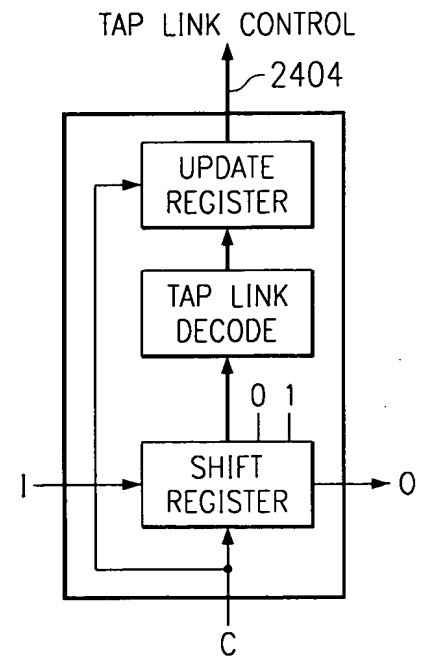 TAP LINK CONTROL
2404
UPDATE
REGISTER
TAP LINK
DECODE
0 1
SHIFT
REGISTER
I
O
C